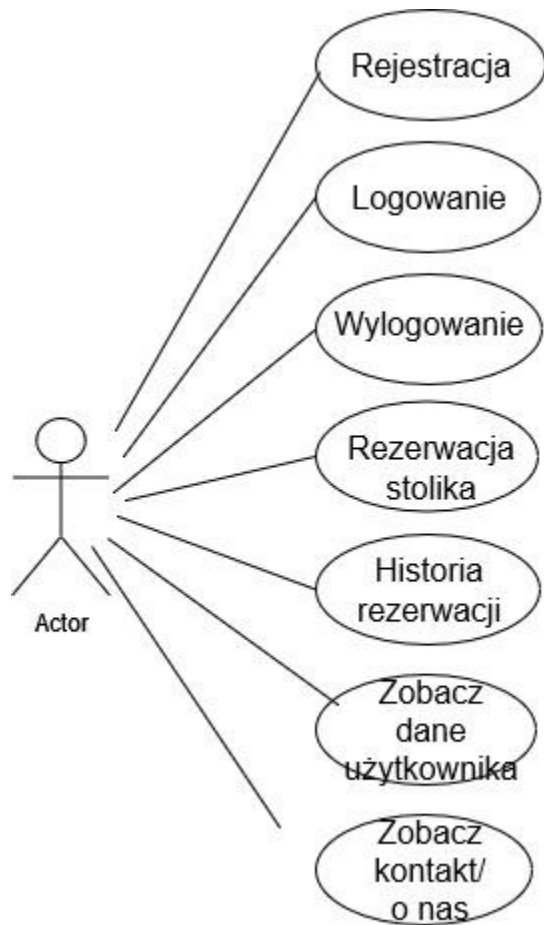 Rejestracja
Logowanie
Wylogowanie
Rezerwacja
stolika
Historia
rezerwacji
Actor
Zobacz
dane
użytkownika
Zobacz
kontakt/
o nas